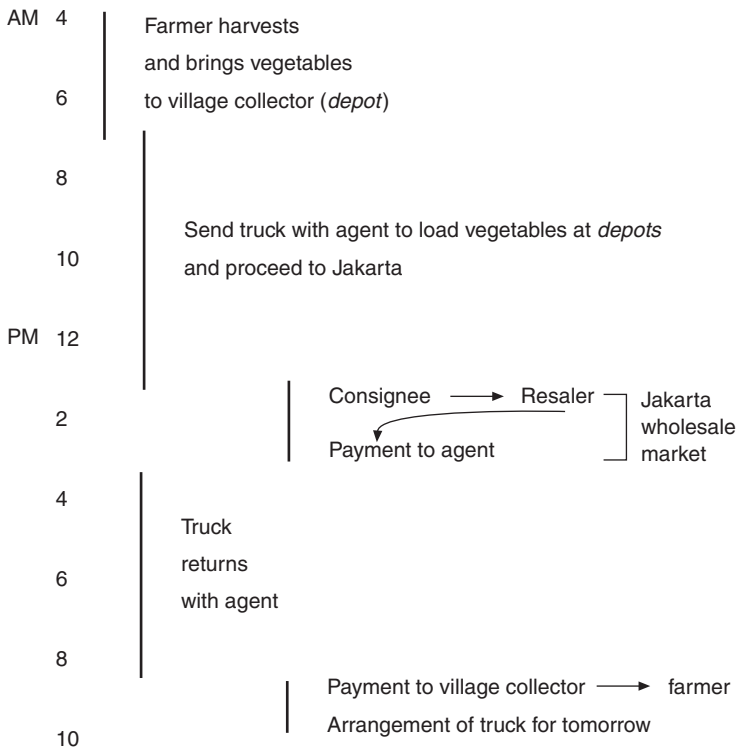 AM 4
Farmer harvests
and brings vegetables
6
to village collector (depot)
8
Send truck with agent to load vegetables at depots
10
and proceed to Jakarta
PM 12
Consignee Resaler
Jakarta
2
wholesale
Payment to agent
market
4
Truck
returns
6
with agent
8
Payment to village collector farmer
Arrangement of truck for tomorrow
10